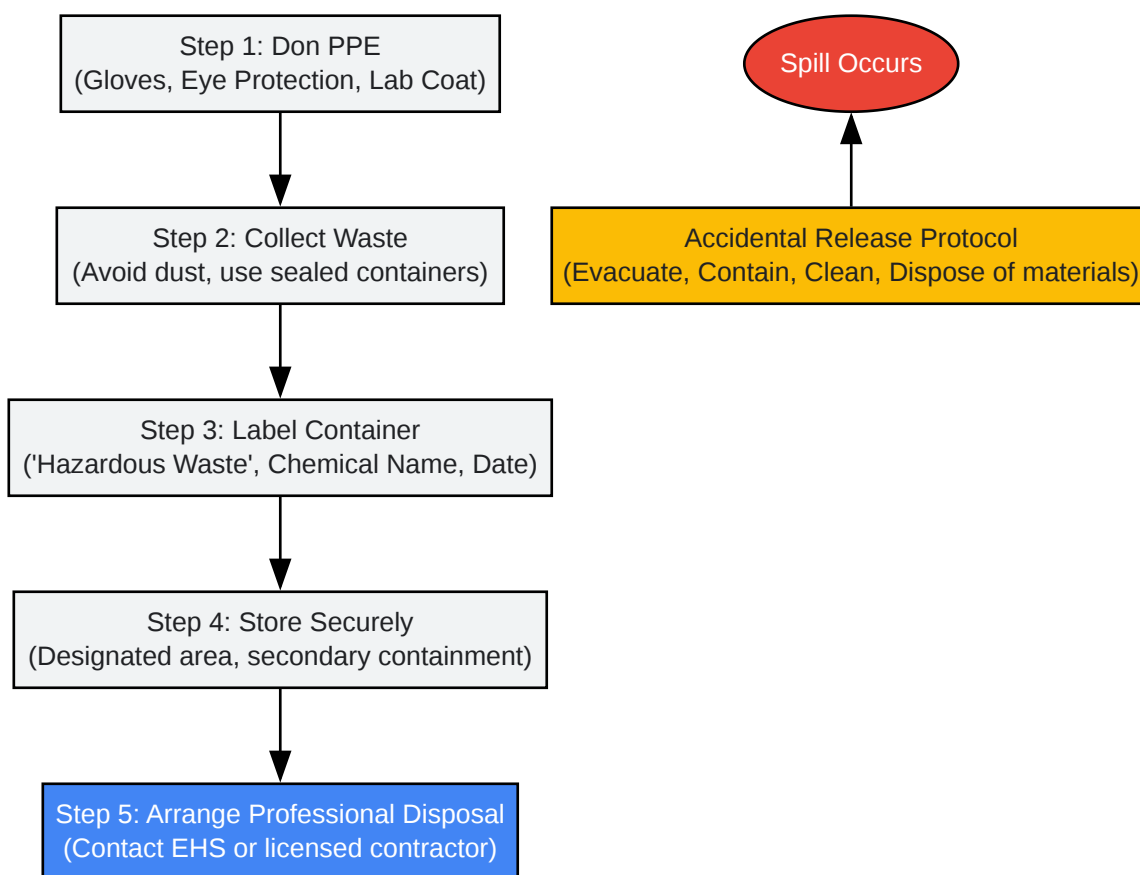 Step 1: Don PPE
(Gloves, Eye Protection, Lab Coat)
Step 2: Collect Waste
(Avoid dust, use sealed containers)
Step 3: Label Container
('Hazardous Waste', Chemical Name, Date)
Step 4: Store Securely
(Designated area, secondary containment)
Step 5: Arrange Professional Disposal
(Contact EHS or licensed contractor)
Spill Occurs
Accidental Release Protocol
(Evacuate, Contain, Clean, Dispose of materials)